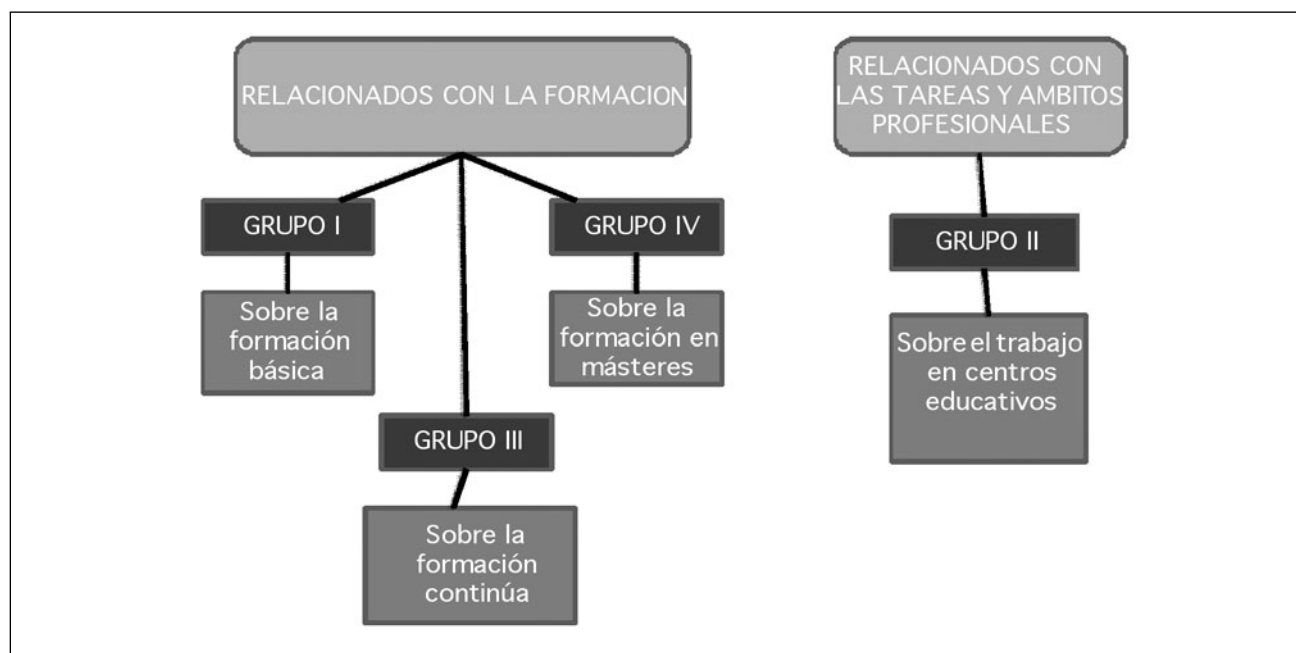 RELACIONADOS CON LA FORMACION
RELACIONADOS CON
LAS TAREAS Y AMBITOS
PROFESIONALES
GRUPO I
GRUPO IV
GRUPO II
Sobre la
formación
básica
Sobre la
formación en
másteres
Sobre el trabajo
en centros
educativos
GRUPO III
Sobre la
formación
continúa